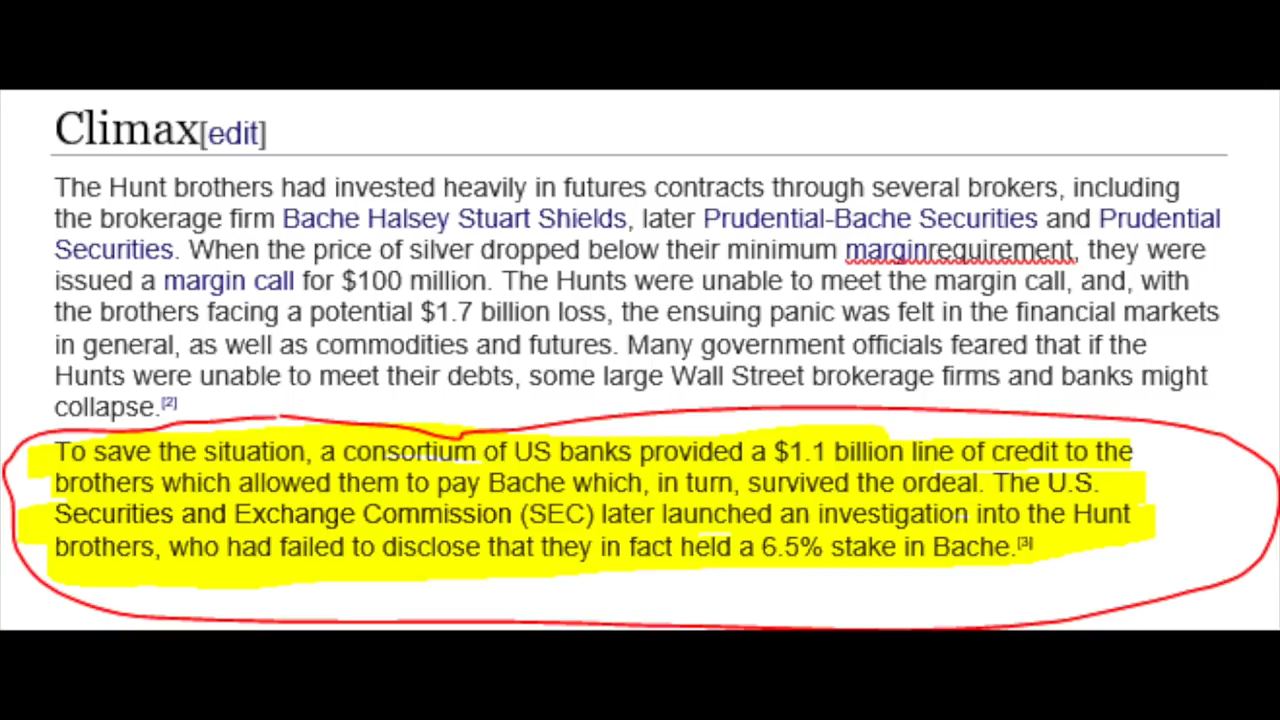 Climax[edit]
The Hunt brothers had invested heavily in futures contracts through several brokers, including
the brokerage firm Bache Halsey Stuart Shields, later Prudential-Bache Securities and Prudential
Securities. When the price of silver dropped below their minimum marginrequirement, they were
issued a margin call for $100 million. The Hunts were unable to meet the margin call, and, with
the brothers facing a potential $1.7 billion loss, the ensuing panic was felt in the financial markets
in general, as well as commodities and futures. Many government officials feared that if the
Hunts were unable to meet their debts, some large Wall Street brokerage firms and banks might
collapse.[2]
To save the situation, a consortium of US banks provided a $1.1 billion line of credit to the
brothers which allowed them to pay Bache which, in turn, survived the ordeal. The U.S.
Securities and Exchange Commission (SEC) later launched an investigation into the Hunt
brothers, who had failed to disclose that they in fact held a 6.5% stake in Bache.[3]